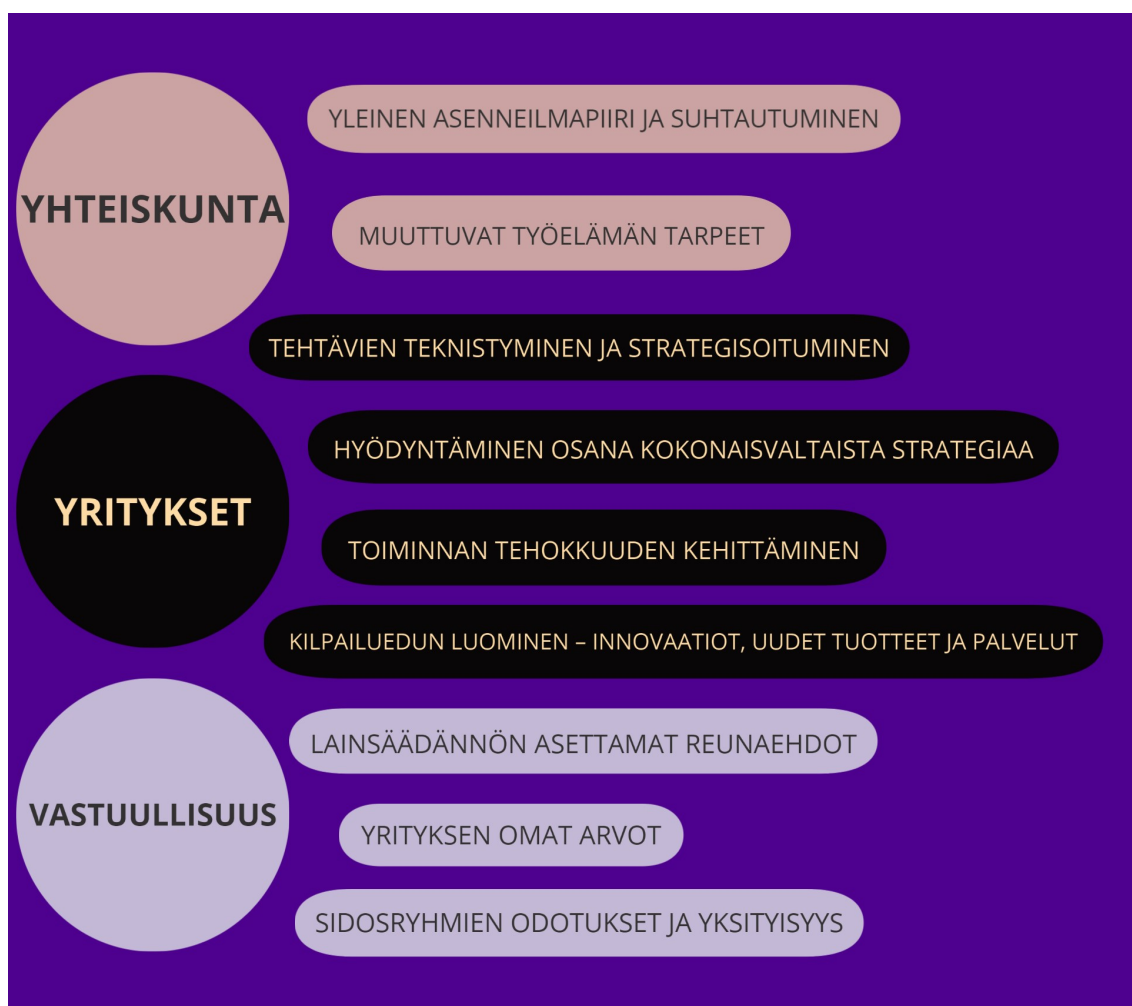 YHTEISKUNTA
YLEINEN ASENNEILMAPIIRI JA SUHTAUTUMINEN
MUUTTUVAT TYÖELÄMÄN TARPEET
TEHTÄVIEN TEKNISTYMINEN JA STRATEGISOITUMINEN
YRITYKSET
HYÖDYNTÄMINEN OSANA KOKONAISVALTAISTA STRATEGIAA
TOIMINNAN TEHOKKUUDEN KEHITTÄMINEN
KILPAILUEDUN LUOMINEN – INNOVAATIOT, UUDET TUOTTEET JA PALVELUT
VASTUULLISUUS
LAINSÄÄDÄNNÖN ASETTAMAT REUNAEHDOT
YRITYKSEN OMAT ARVOT
SIDOSRYHMIEN ODOTUKSET JA YKSITYISYYS